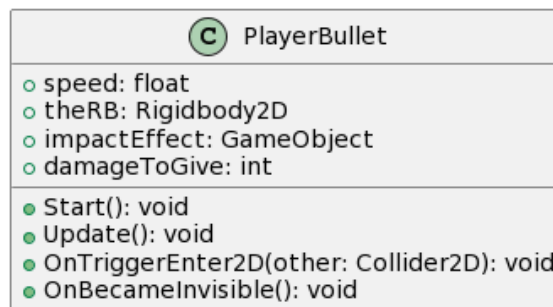 C PlayerBullet
speed: float
theRB: Rigidbody2D
impactEffect: GameObject
damageToGive: int
Start(): void
Update(): void
OnTriggerEnter2D(other: Collider2D): void
OnBecameInvisible(): void